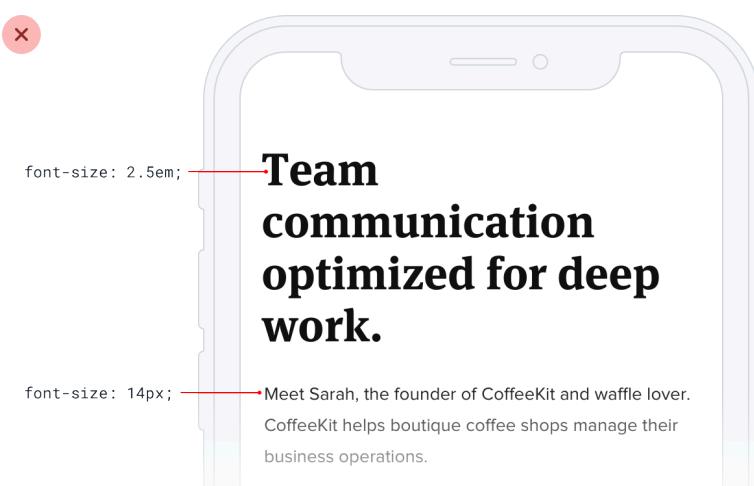 font-size: 2.5em;
Team
communication
optimized for deep
work.
font-size: 14px;
Meet Sarah, the founder of CoffeeKit and waffle lover.
CoffeeKit helps boutique coffee shops manage their
business operations.